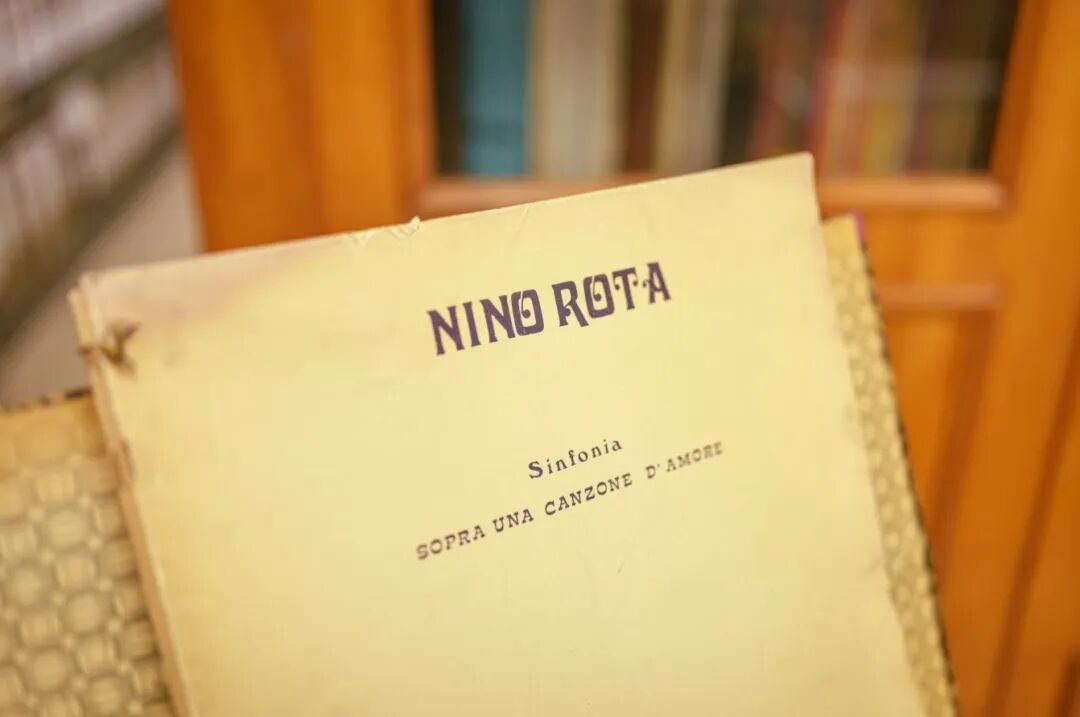 NINO ROTA
Sinfonia
SOPRA UNA CANZONE D'AMORE